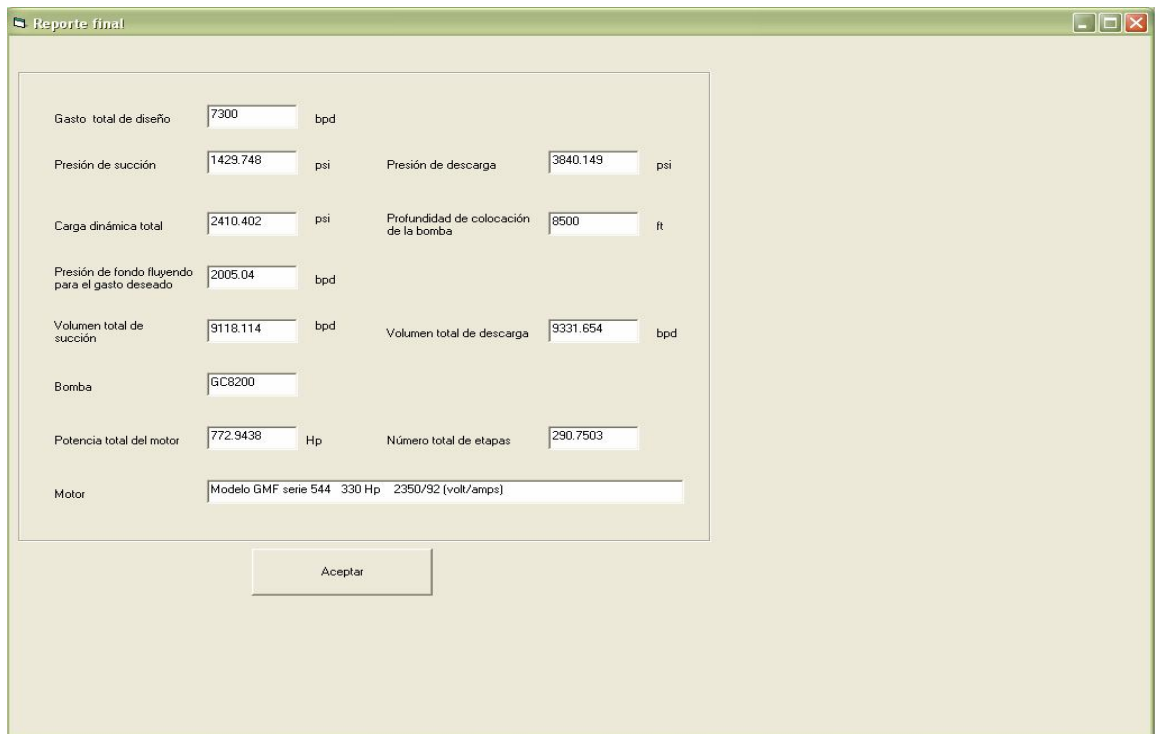 Reporte final
Gasto total de diseño 7300 bpd
Presión de succión 1429.748 psi Presión de descarga 3840.149 psi
Carga dinámica total 2410.402 psi Profundidad de colocación
de la bomba 8500 ft
Presión de fondo fluyendo
para el gasto deseado 2005.04 bpd
Volumen total de
succión 9118.114 bpd Volumen total de descarga 9331.654 bpd
Bomba GC8200
Potencia total del motor 772.9438 Hp Número total de etapas 290.7503
Motor Modelo GMF serie 544 330 Hp 2350/92 (volt/amps)
Aceptar